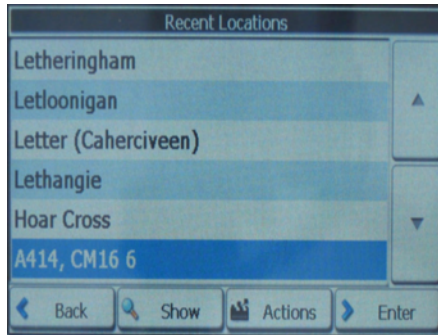 Recent Locations
Letheringham
Letloonigan
Letter (Caherciveen)
Lethangie
Hoar Cross
A414, CM16 6
Back Show Actions Enter